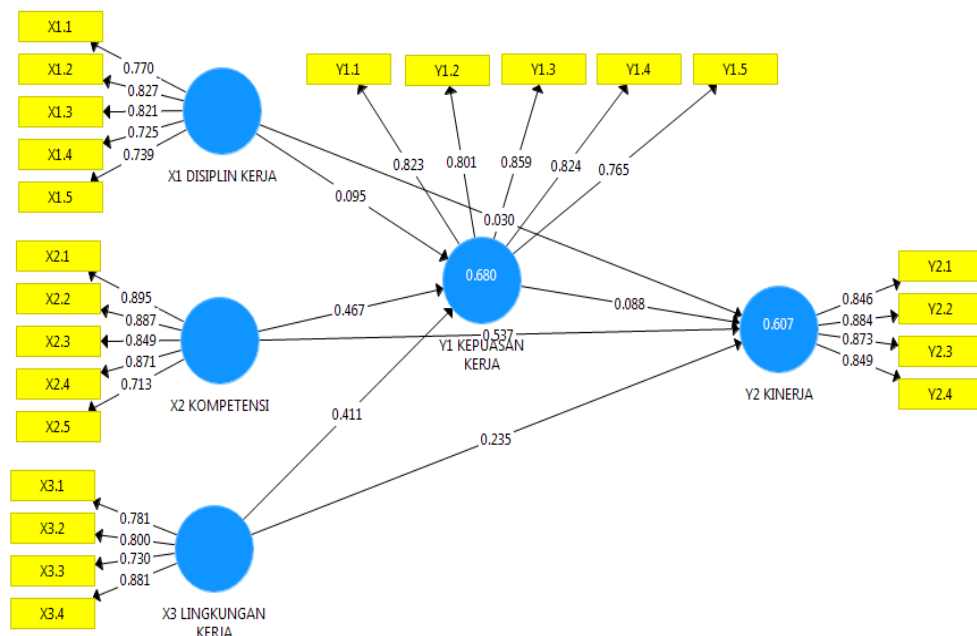 X1.1
X1.2
X1.3
X1.4
X1.5
0.770
0.827
0.821
0.725
0.739
X1 DISIPLIN KERJA
Y1.1
Y1.2
Y1.3
Y1.4
Y1.5
0.823
0.801
0.859
0.824
0.765
0.095
0.030
X2.1
X2.2
X2.3
X2.4
X2.5
0.895
0.887
0.849
0.871
0.713
X2 KOMPETENSI
0.467
0.680
0.088
0.537
Y1 KEPUASAN
KERJA
0.607
Y2 KINERJA
Y2.1
Y2.2
Y2.3
Y2.4
0.846
0.884
0.873
0.849
0.411
0.235
X3.1
X3.2
X3.3
X3.4
0.781
0.800
0.730
0.881
X3 LINGKUNGAN
KERJA